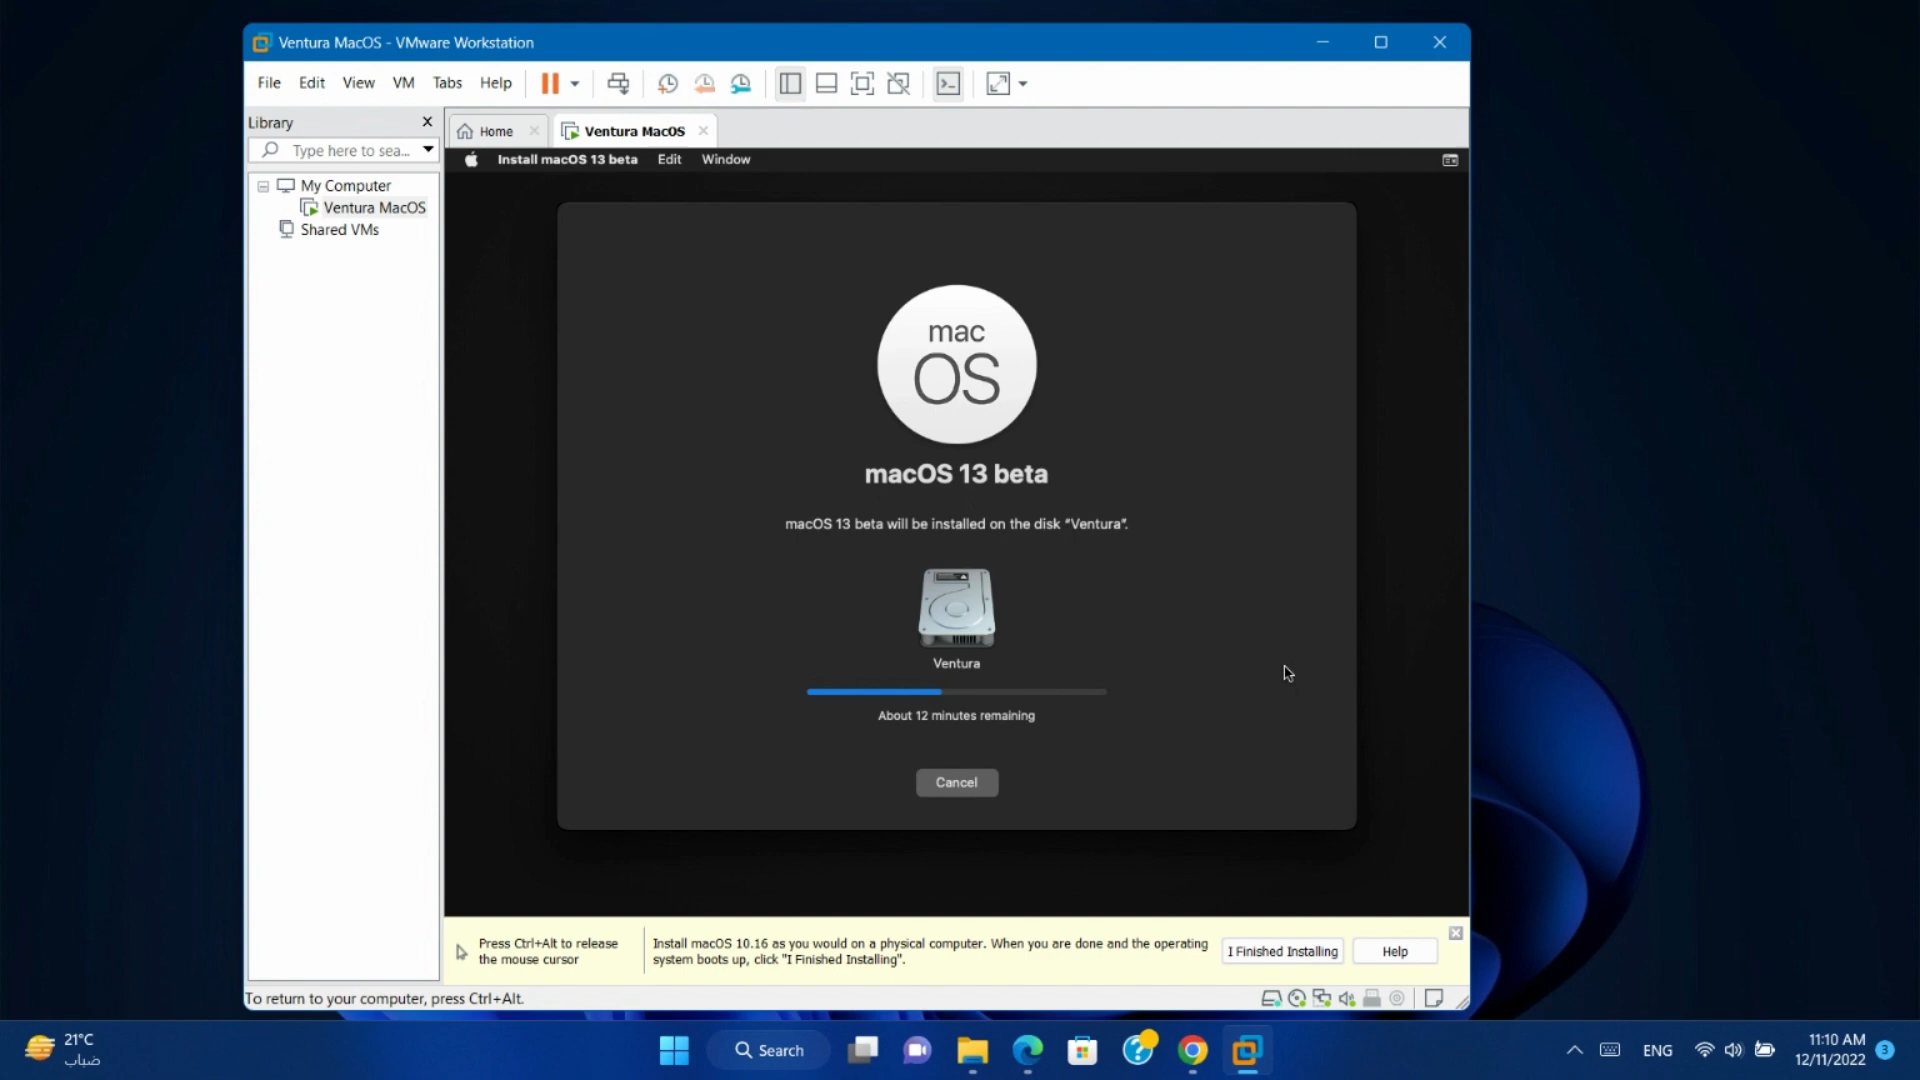 Ventura MacOS - VMware Workstation
File Edit View VM Tabs Help
Library
Home
Ventura MacOS
Type here to sea...
Install macOS 13 beta Edit Window
My Computer
Ventura MacOS
Shared VMs
mac
OS
macOS 13 beta
macOS 13 beta will be installed on the disk “Ventura”.
Ventura
About 12 minutes remaining
Cancel
Press Ctrl+Alt to release
the mouse cursor
Install macOS 10.16 as you would on a physical computer. When you are done and the operating
system boots up, click "I Finished Installing".
I Finished Installing
Help
To return to your computer, press Ctrl+Alt.
21°C
ضباب
Search
ENG
11:10 AM
12/11/2022
3